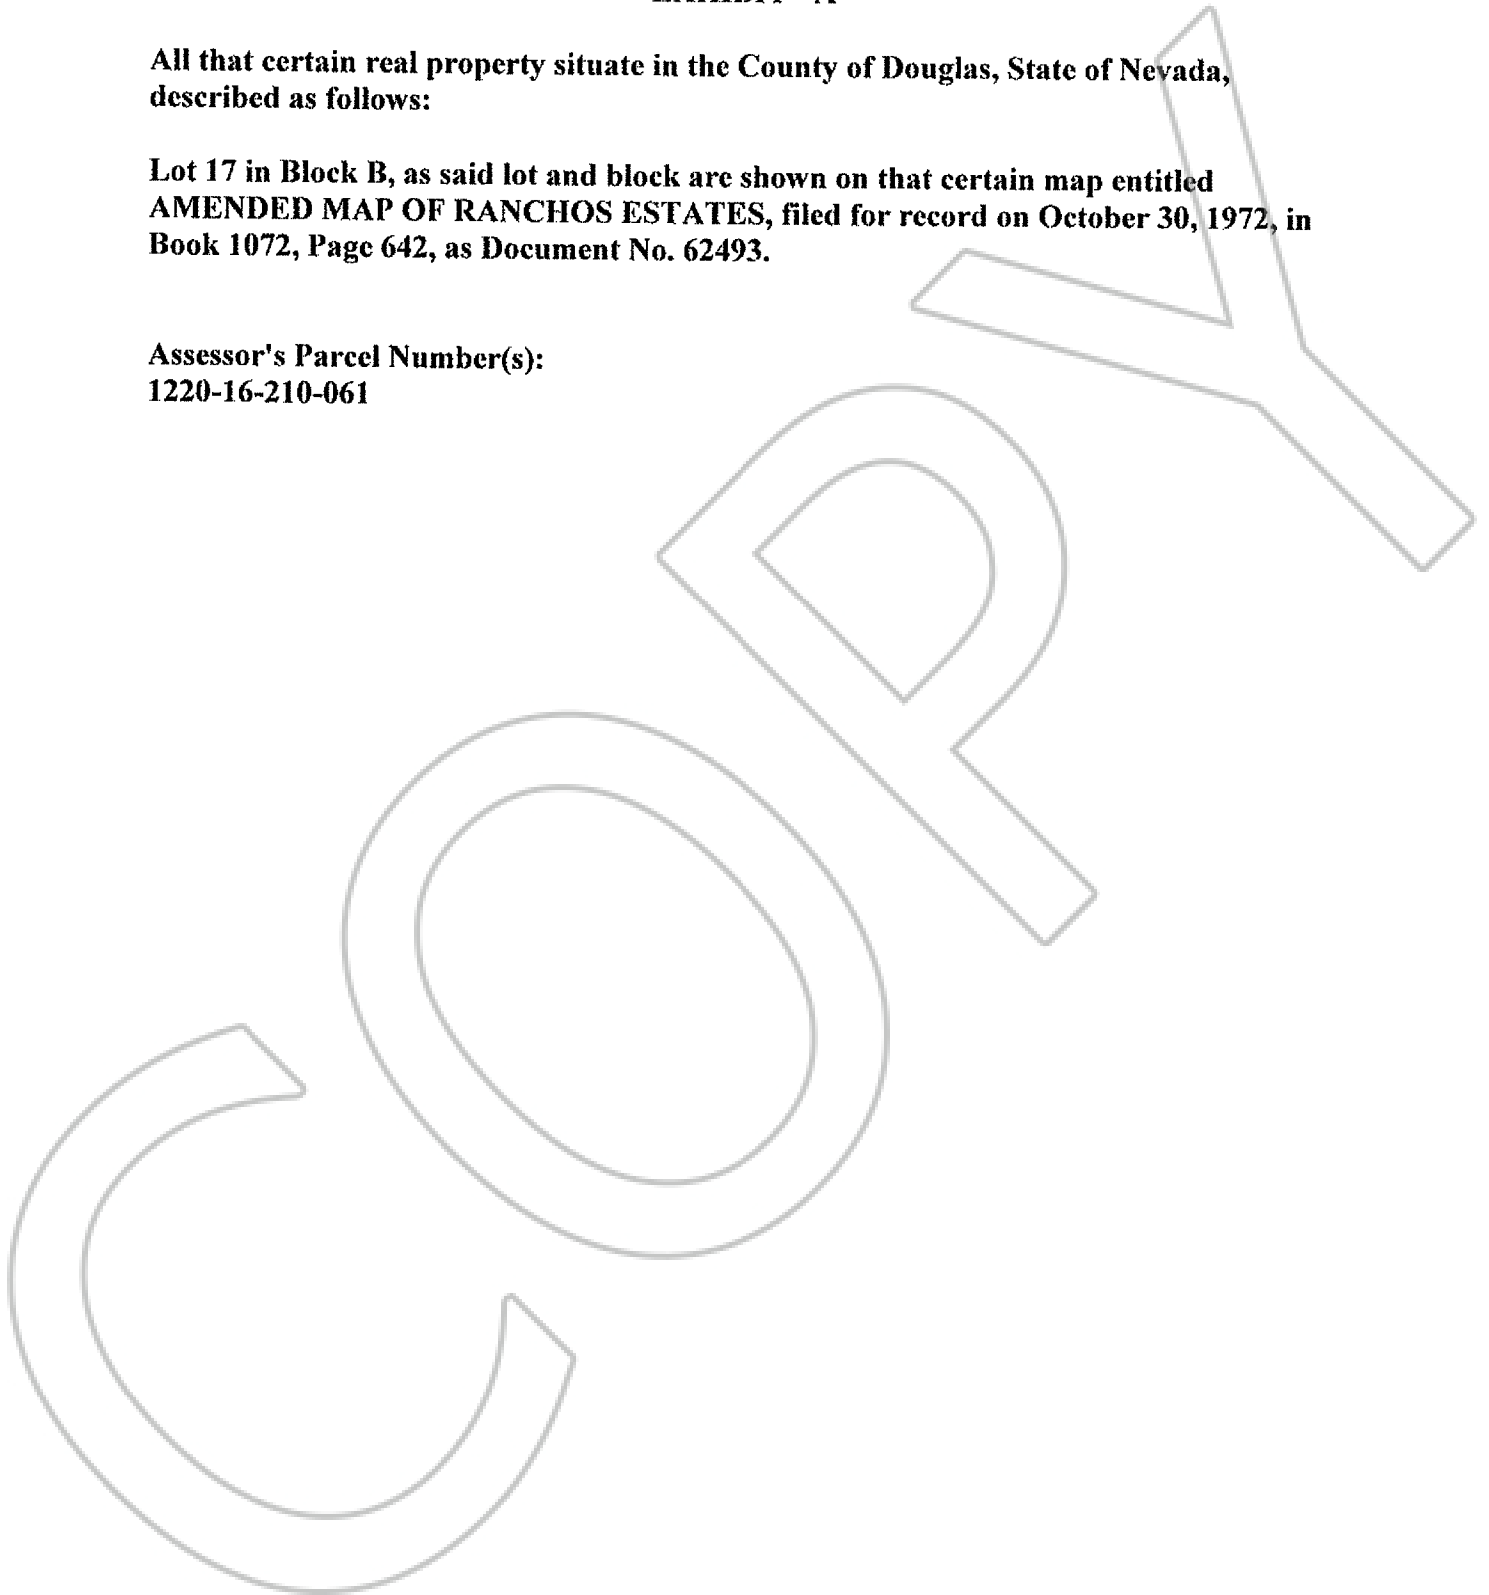 All that certain real property situate in the County of Douglas, State of Nevada,
described as follows:
Lot 17 in Block B, as said lot and block are shown on that certain map entitled
AMENDED MAP OF RANCHOS ESTATES, filed for record on October 30, 1972, in
Book 1072, Page 642, as Document No. 62493.
Assessor's Parcel Number(s):
1220-16-210-061
COPY